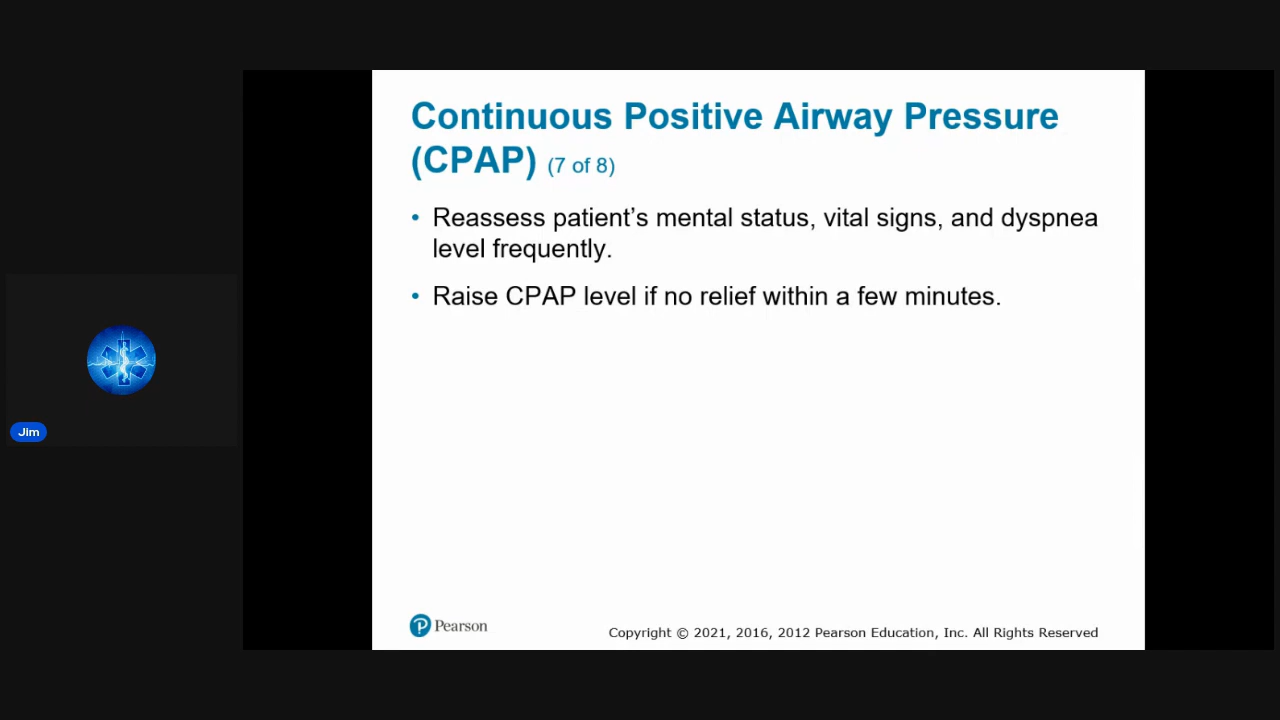 Continuous Positive Airway Pressure
(CPAP) (7 of 8)
• Reassess patient’s mental status, vital signs, and dyspnea
level frequently.
• Raise CPAP level if no relief within a few minutes.
Jim
Pearson
Copyright © 2021, 2016, 2012 Pearson Education, Inc. All Rights Reserved